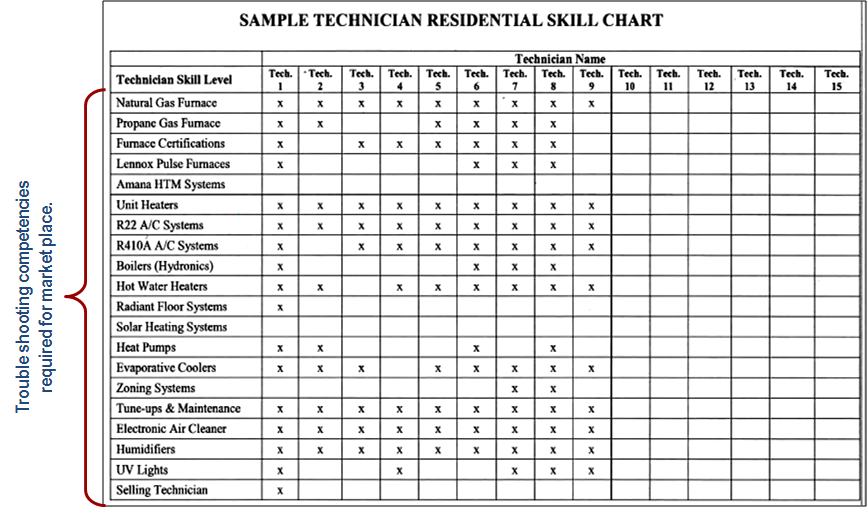 SAMPLE TECHNICIAN RESIDENTIAL SKILL CHART
Technician Name
Technician Skill Level Tech. 1 Tech. 2 Tech. 3 Tech. 4 Tech. 5 Tech. 6 Tech. 7 Tech. 8 Tech. 9 Tech. 10 Tech. 11 Tech. 12 Tech. 13 Tech. 14 Tech. 15
Natural Gas Furnace x x x x x x x x x
Propane Gas Furnace x x x x x x
Furnace Certifications x x x x x x x
Lennox Pulse Furnaces x x x x
Amana HTM Systems
Unit Heaters x x x x x x x x x
R22 A/C Systems x x x x x x x x x
R410A A/C Systems x x x x x x x x
Boilers (Hydronics) x x x x
Hot Water Heaters x x x x x x x x
Radiant Floor Systems x
Solar Heating Systems
Heat Pumps x x x x
Evaporative Coolers x x x x x x x x
Zoning Systems x x
Tune-ups & Maintenance x x x x x x x x x
Electronic Air Cleaner x x x x x x x x x
Humidifiers x x x x x x x x x
UV Lights x x x x x
Selling Technician x
Trouble shooting competencies
required for market place.